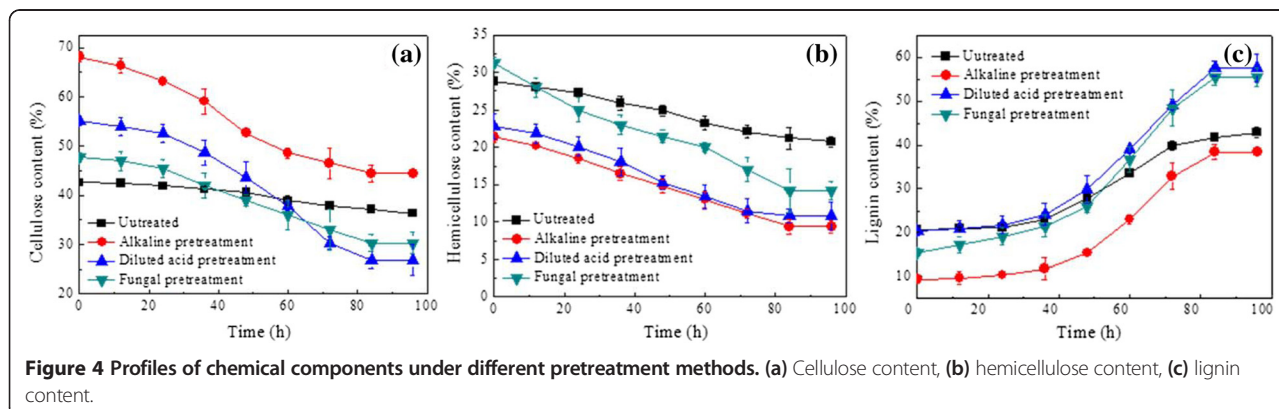 (a)
Cellulose content (%)
70
60
50
40
30
20
Uutreated
Alkaline pretreatment
Diluted acid pretreatment
Fungal pretreatment
0 20 40 60 80 100
Time (h)
(b)
Hemicellulose content (%)
35
30
25
20
15
10
5
0
Uutreated
Alkaline pretreatment
Diluted acid pretreatment
Fungal pretreatment
0 20 40 60 80 100
Time (h)
(c)
Lignin content (%)
60
50
40
30
20
10
Uutreated
Alkaline pretreatment
Diluted acid pretreatment
Fungal pretreatment
0 20 40 60 80 100
Time (h)
Figure 4 Profiles of chemical components under different pretreatment methods. (a) Cellulose content, (b) hemicellulose content, (c) lignin
content.